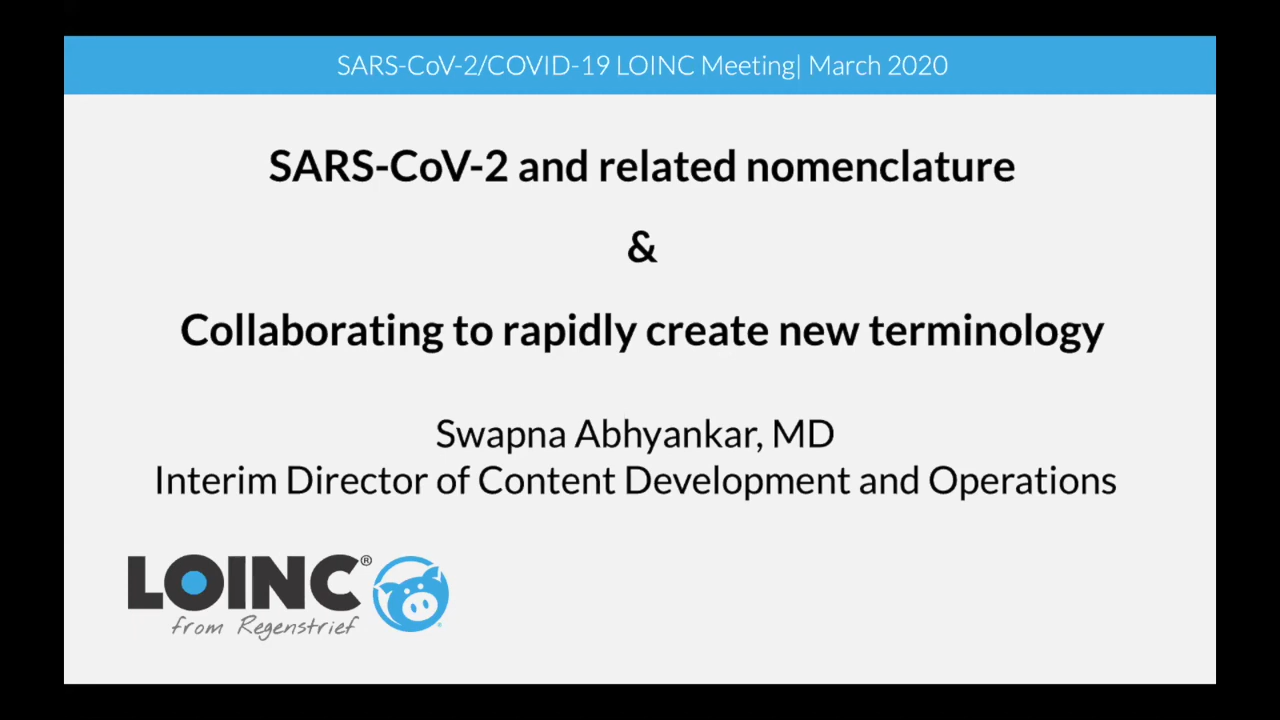 SARS-CoV-2/COVID-19 LOINC Meeting| March 2020
SARS-CoV-2 and related nomenclature
&
Collaborating to rapidly create new terminology
Swapna Abhyankar, MD
Interim Director of Content Development and Operations
LOINC®
from Regenstrief